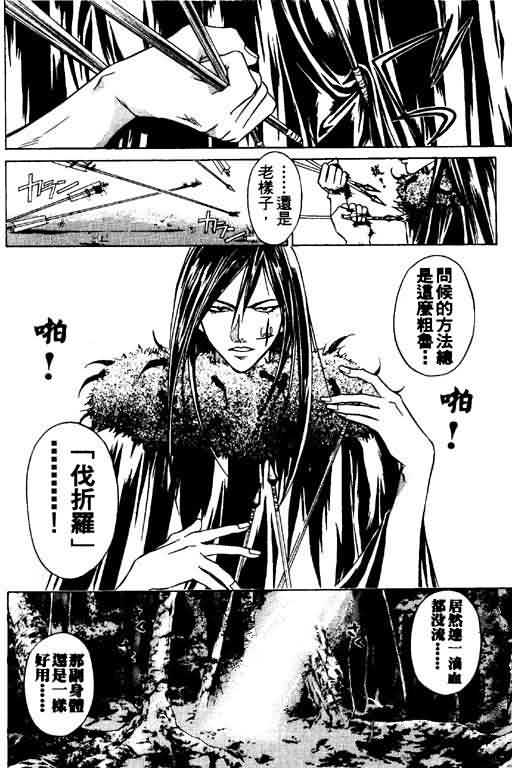 ……還是
老樣子，
カラン
カラン
問候的方法總
是這麼粗魯…
啪！
啪！
「伐折羅」
………！
居然連一滴血
都没流……
那副身體
還是一樣
好用……